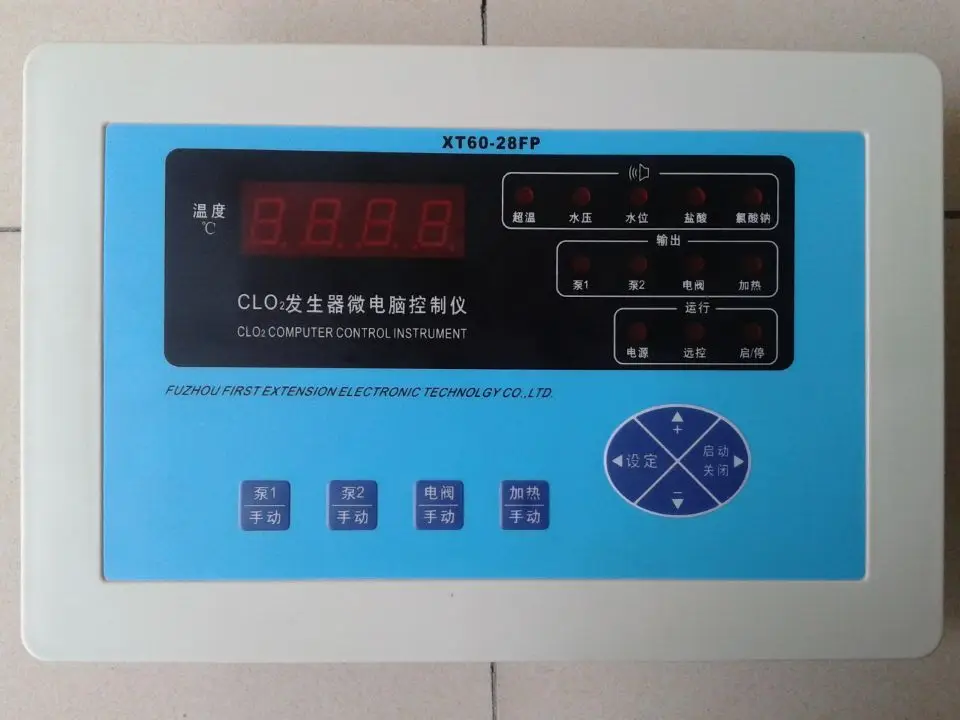 XT60-28FP
温度
℃
超温 水压 水位 盐酸 氯酸钠
输出
泵1 泵2 电阀 加热
运行
电源 远控 启/停
CLO₂发生器微电脑控制仪
CLO₂ COMPUTER CONTROL INSTRUMENT
FUZHOU FIRST EXTENSION ELECTRONIC TECHNOLGY CO.,LTD.
+
设定
启动
关闭
−
泵1
手动
泵2
手动
电阀
手动
加热
手动